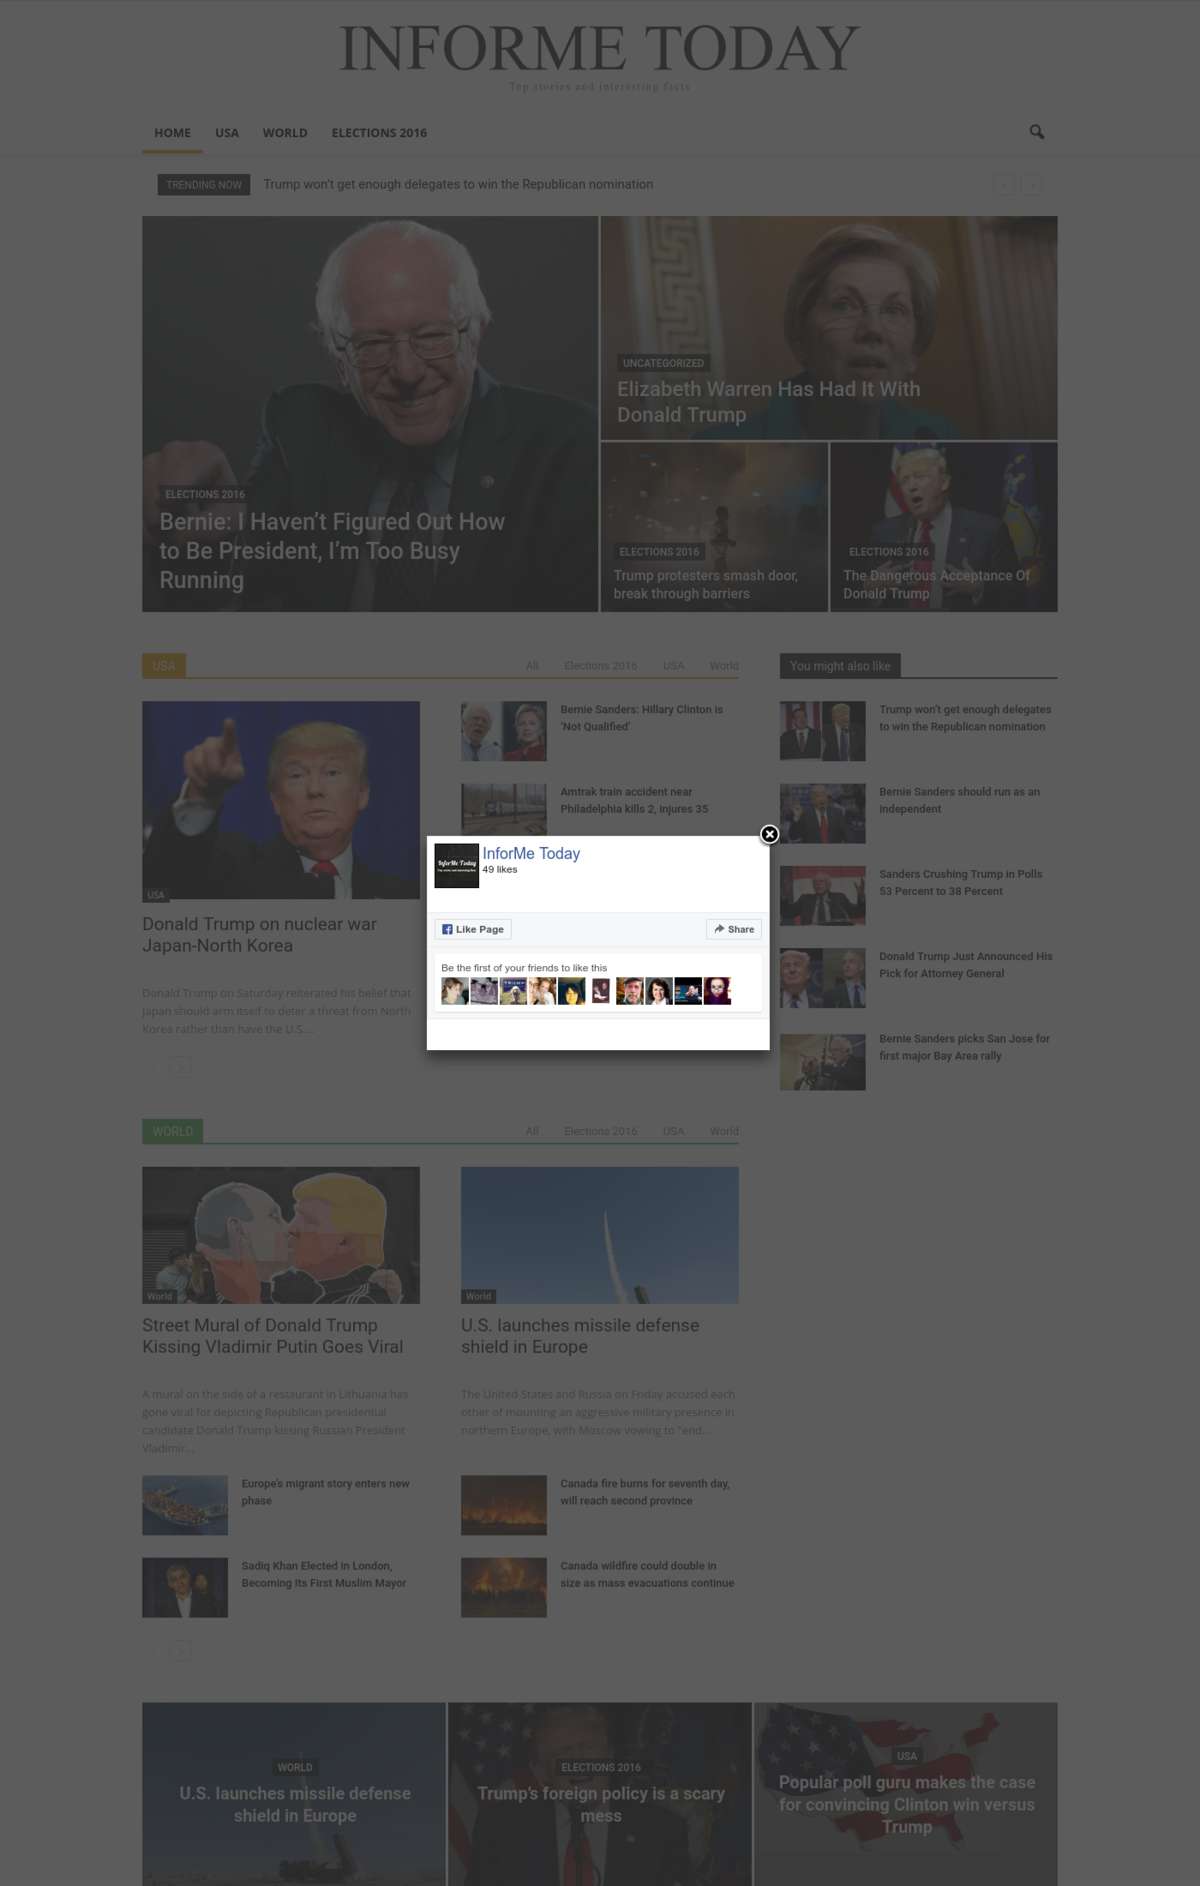 INFORME TODAY
Top stories and interesting facts
HOME USA WORLD ELECTIONS 2016
TRENDING NOW Trump won't get enough delegates to win the Republican nomination
ELECTIONS 2016
Bernie: I Haven't Figured Out How
to Be President, I'm Too Busy
Running
UNCATEGORIZED
Elizabeth Warren Has Had It With
Donald Trump
ELECTIONS 2016
Trump protesters smash door,
break through barriers
ELECTIONS 2016
The Dangerous Acceptance Of
Donald Trump
USA All Elections 2016 USA World
USA
Donald Trump on nuclear war
Japan-North Korea
Donald Trump on Saturday reiterated his belief that
Japan should arm itself to deter a threat from North
Korea rather than have the U.S....
Bernie Sanders: Hillary Clinton is
'Not Qualified'
Amtrak train accident near
Philadelphia kills 2, injures 35
You might also like
Trump won't get enough delegates
to win the Republican nomination
Bernie Sanders should run as an
independent
Sanders Crushing Trump in Polls
53 Percent to 38 Percent
Donald Trump Just Announced His
Pick for Attorney General
Bernie Sanders picks San Jose for
first major Bay Area rally
InforMe Today
InforMe Today
49 likes
Like Page Share
Be the first of your friends to like this
TRUMP
WORLD All Elections 2016 USA World
World
Street Mural of Donald Trump
Kissing Vladimir Putin Goes Viral
A mural on the side of a restaurant in Lithuania has
gone viral for depicting Republican presidential
candidate Donald Trump kissing Russian President
Vladimir...
World
U.S. launches missile defense
shield in Europe
The United States and Russia on Friday accused each
other of mounting an aggressive military presence in
northern Europe, with Moscow vowing to "end...
Europe's migrant story enters new
phase
Canada fire burns for seventh day,
will reach second province
Sadiq Khan Elected in London,
Becoming Its First Muslim Mayor
Canada wildfire could double in
size as mass evacuations continue
WORLD
U.S. launches missile defense
shield in Europe
ELECTIONS 2016
Trump's foreign policy is a scary
mess
USA
Popular poll guru makes the case
for convincing Clinton win versus
Trump